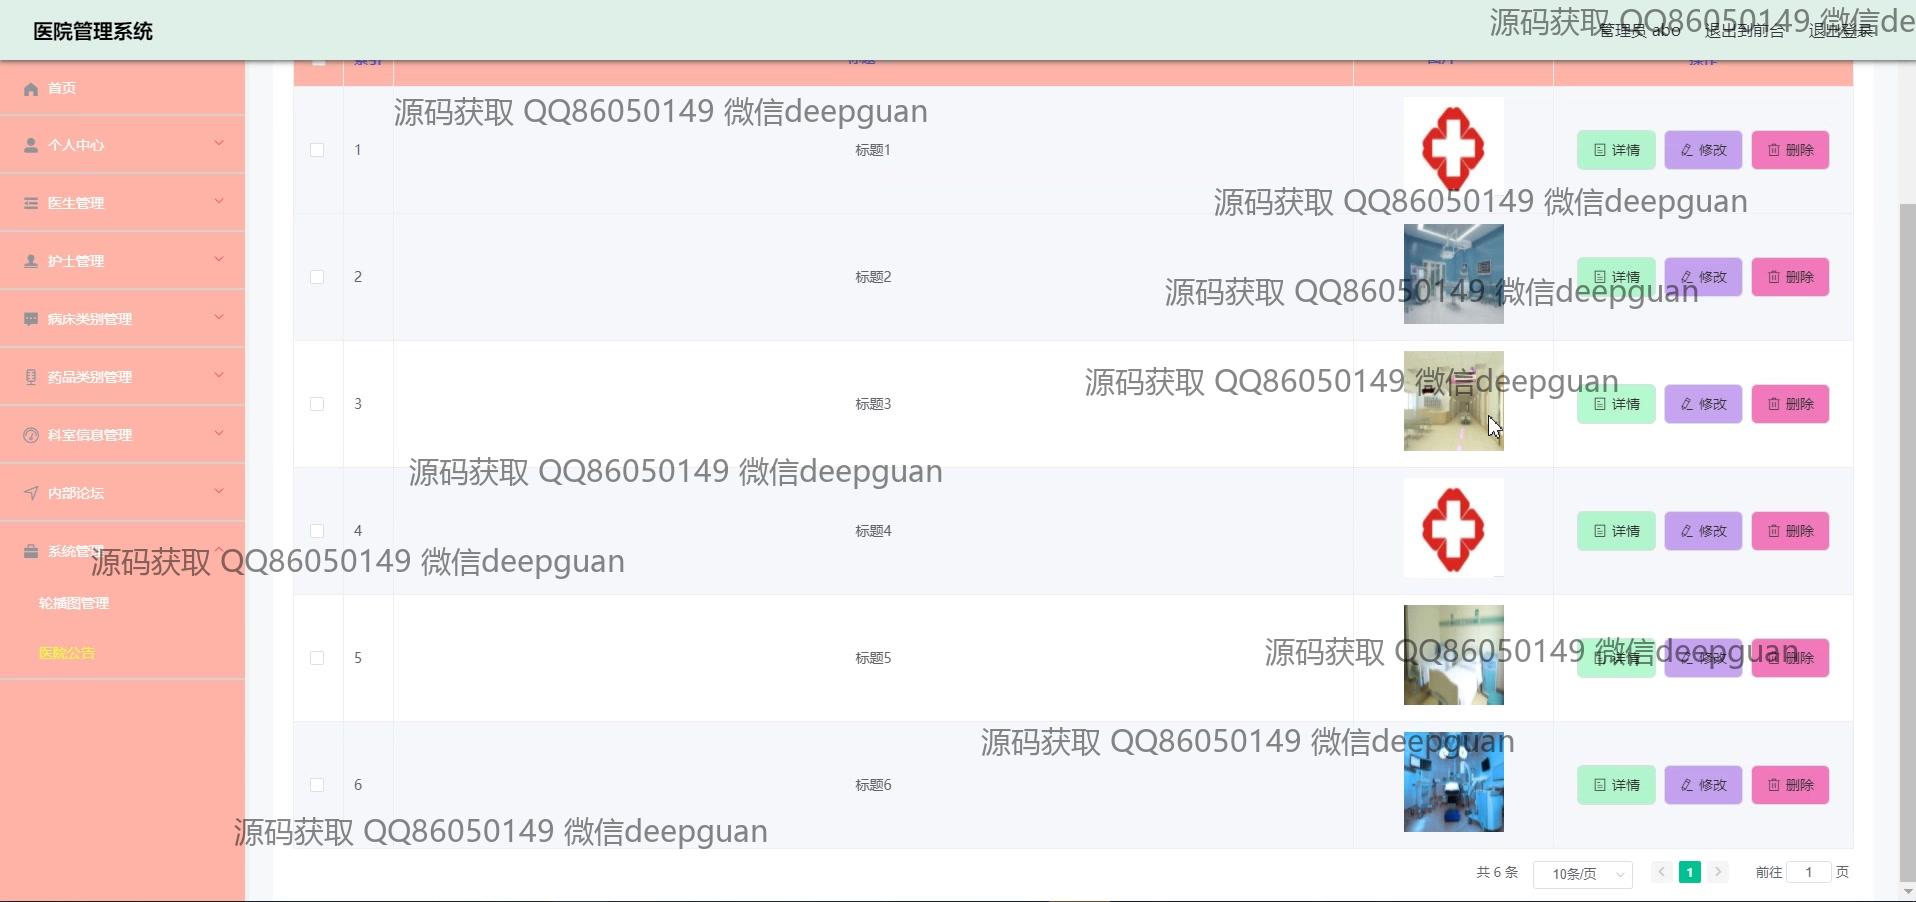 医院管理系统
源码获取 QQ86050149 微信de
管理员 abo 退出到前台 退出登录
索引 标题 图片 操作
首页
个人中心
医生管理
护士管理
病床类别管理
药品类别管理
科室信息管理
内部论坛
系统管理
轮播图管理
医院公告
源码获取 QQ86050149 微信deepguan
1 标题1 详情 修改 删除
源码获取 QQ86050149 微信deepguan
2 标题2 详情 修改 删除
源码获取 QQ86050149 微信deepguan
源码获取 QQ86050149 微信deepguan
3 标题3 详情 修改 删除
源码获取 QQ86050149 微信deepguan
4 标题4 详情 修改 删除
源码获取 QQ86050149 微信deepguan
源码获取 QQ86050149 微信deepguan
5 标题5 详情 修改 删除
源码获取 QQ86050149 微信deepguan
6 标题6 详情 修改 删除
源码获取 QQ86050149 微信deepguan
共 6 条 10条/页 1 前往 1 页